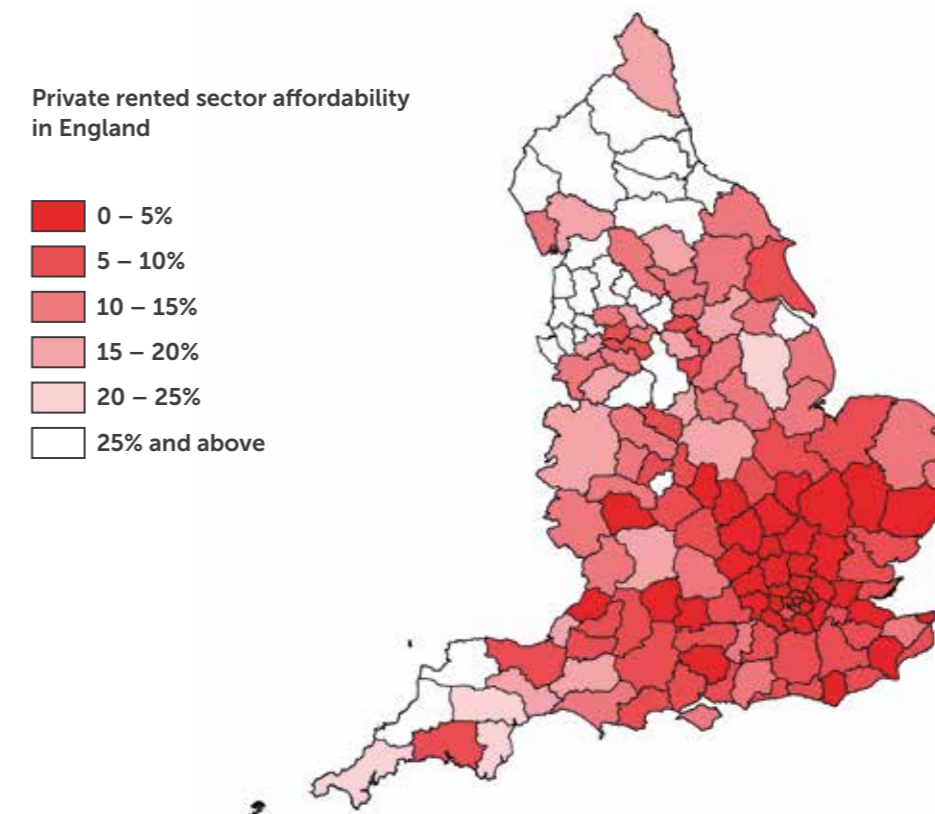 Private rented sector affordability
in England
0 – 5%
5 – 10%
10 – 15%
15 – 20%
20 – 25%
25% and above